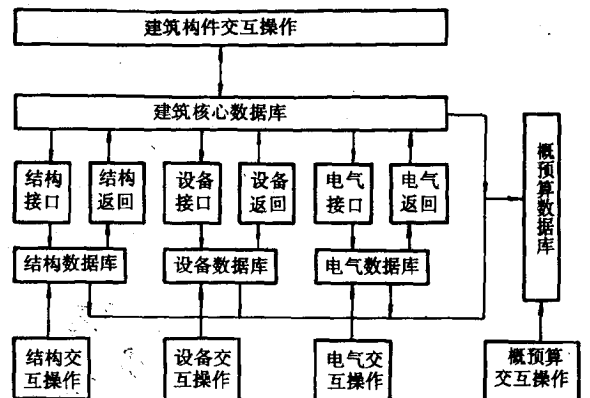 建筑构件交互操作
建筑核心数据库
结构
接口
结构
返回
设备
接口
设备
返回
电气
接口
电气
返回
概预算数据库
结构数据库
设备数据库
电气数据库
结构交
互操作
设备交
互操作
电气交
互操作
概预算
交互操作